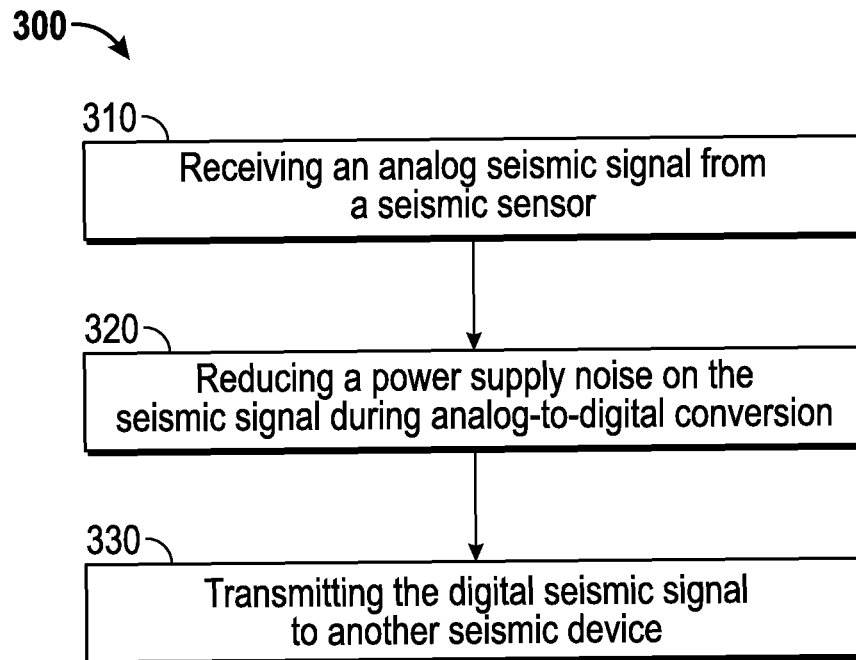 300
310
Receiving an analog seismic signal from
a seismic sensor
320
Reducing a power supply noise on the
seismic signal during analog-to-digital conversion
330
Transmitting the digital seismic signal
to another seismic device